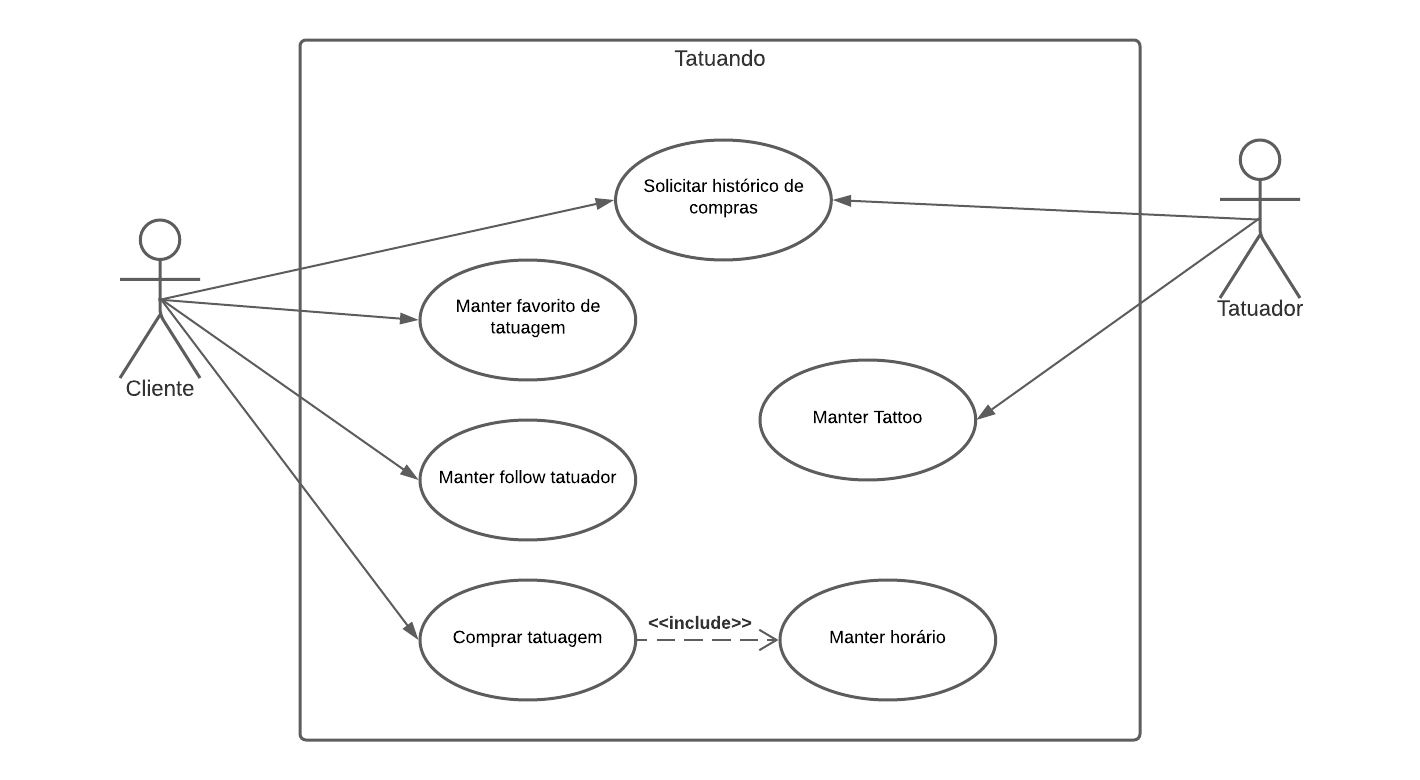 Tatuando
Solicitar histórico de
compras
Manter favorito de
tatuagem
Tatuador
Cliente
Manter Tattoo
Manter follow tatuador
<<include>>
Comprar tatuagem
Manter horário